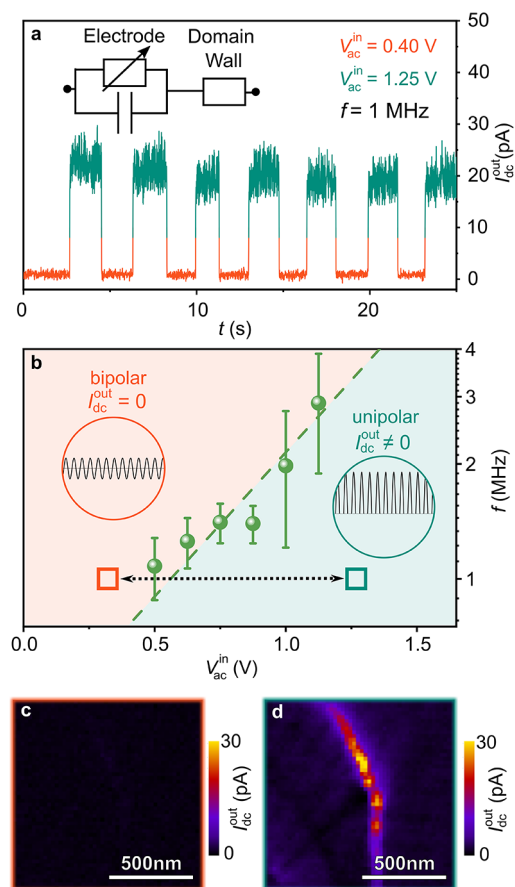 a
Electrode
Domain
Wall
V_ac^in = 0.40 V
V_ac^in = 1.25 V
f = 1 MHz
50
40
30
20
10
0
I_dc^out (pA)
0
10
20
t (s)
b
bipolar
I_dc^out = 0
unipolar
I_dc^out ≠ 0
4
3
2
1
f (MHz)
0.0
0.5
1.0
1.5
V_ac^in (V)
c
30
0
I_dc^out (pA)
500nm
d
30
0
I_dc^out (pA)
500nm